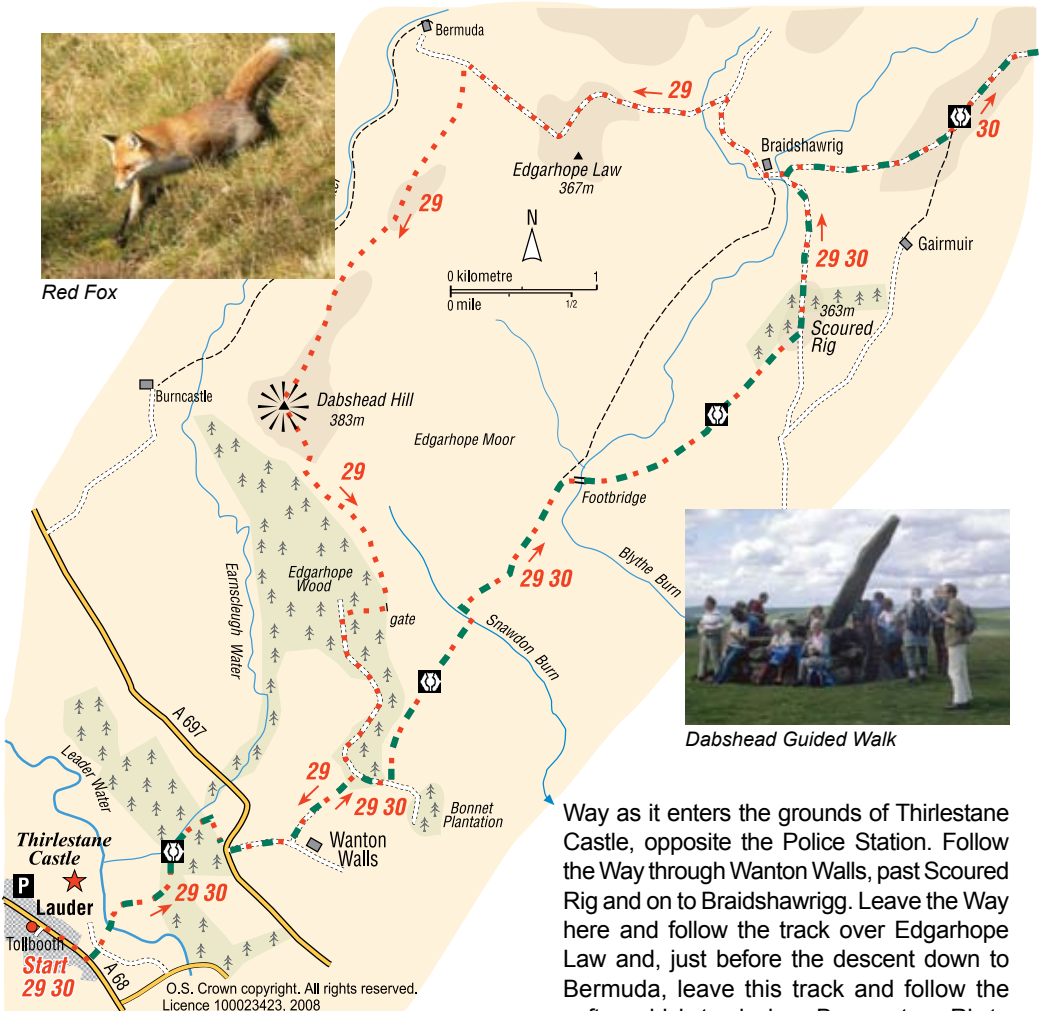 Bermuda
29
30
Braidshawrig
Edgarhope Law
367m
Red Fox
29
N
0 kilometre 1
0 mile 1/2
Gairmuir
29 30
363m
Scoured
Rig
Burncastle
Dabshead Hill
383m
Edgarhope Moor
29
Footbridge
Edgarhope
Wood
Earnscleugh Water
gate
29 30
Blythe Burn
Snawdon Burn
A 697
Leader Water
Dabshead Guided Walk
29
29 30
Bonnet
Plantation
Wanton
Walls
Thirlestane
Castle
P
Lauder
29 30
Tollbooth
Start
29 30
A 68
O.S. Crown copyright. All rights reserved.
Licence 100023423, 2008
Way as it enters the grounds of Thirlestane
Castle, opposite the Police Station. Follow
the Way through Wanton Walls, past Scoured
Rig and on to Braidshawrigg. Leave the Way
here and follow the track over Edgarhope
Law and, just before the descent down to
Bermuda, leave this track and follow the